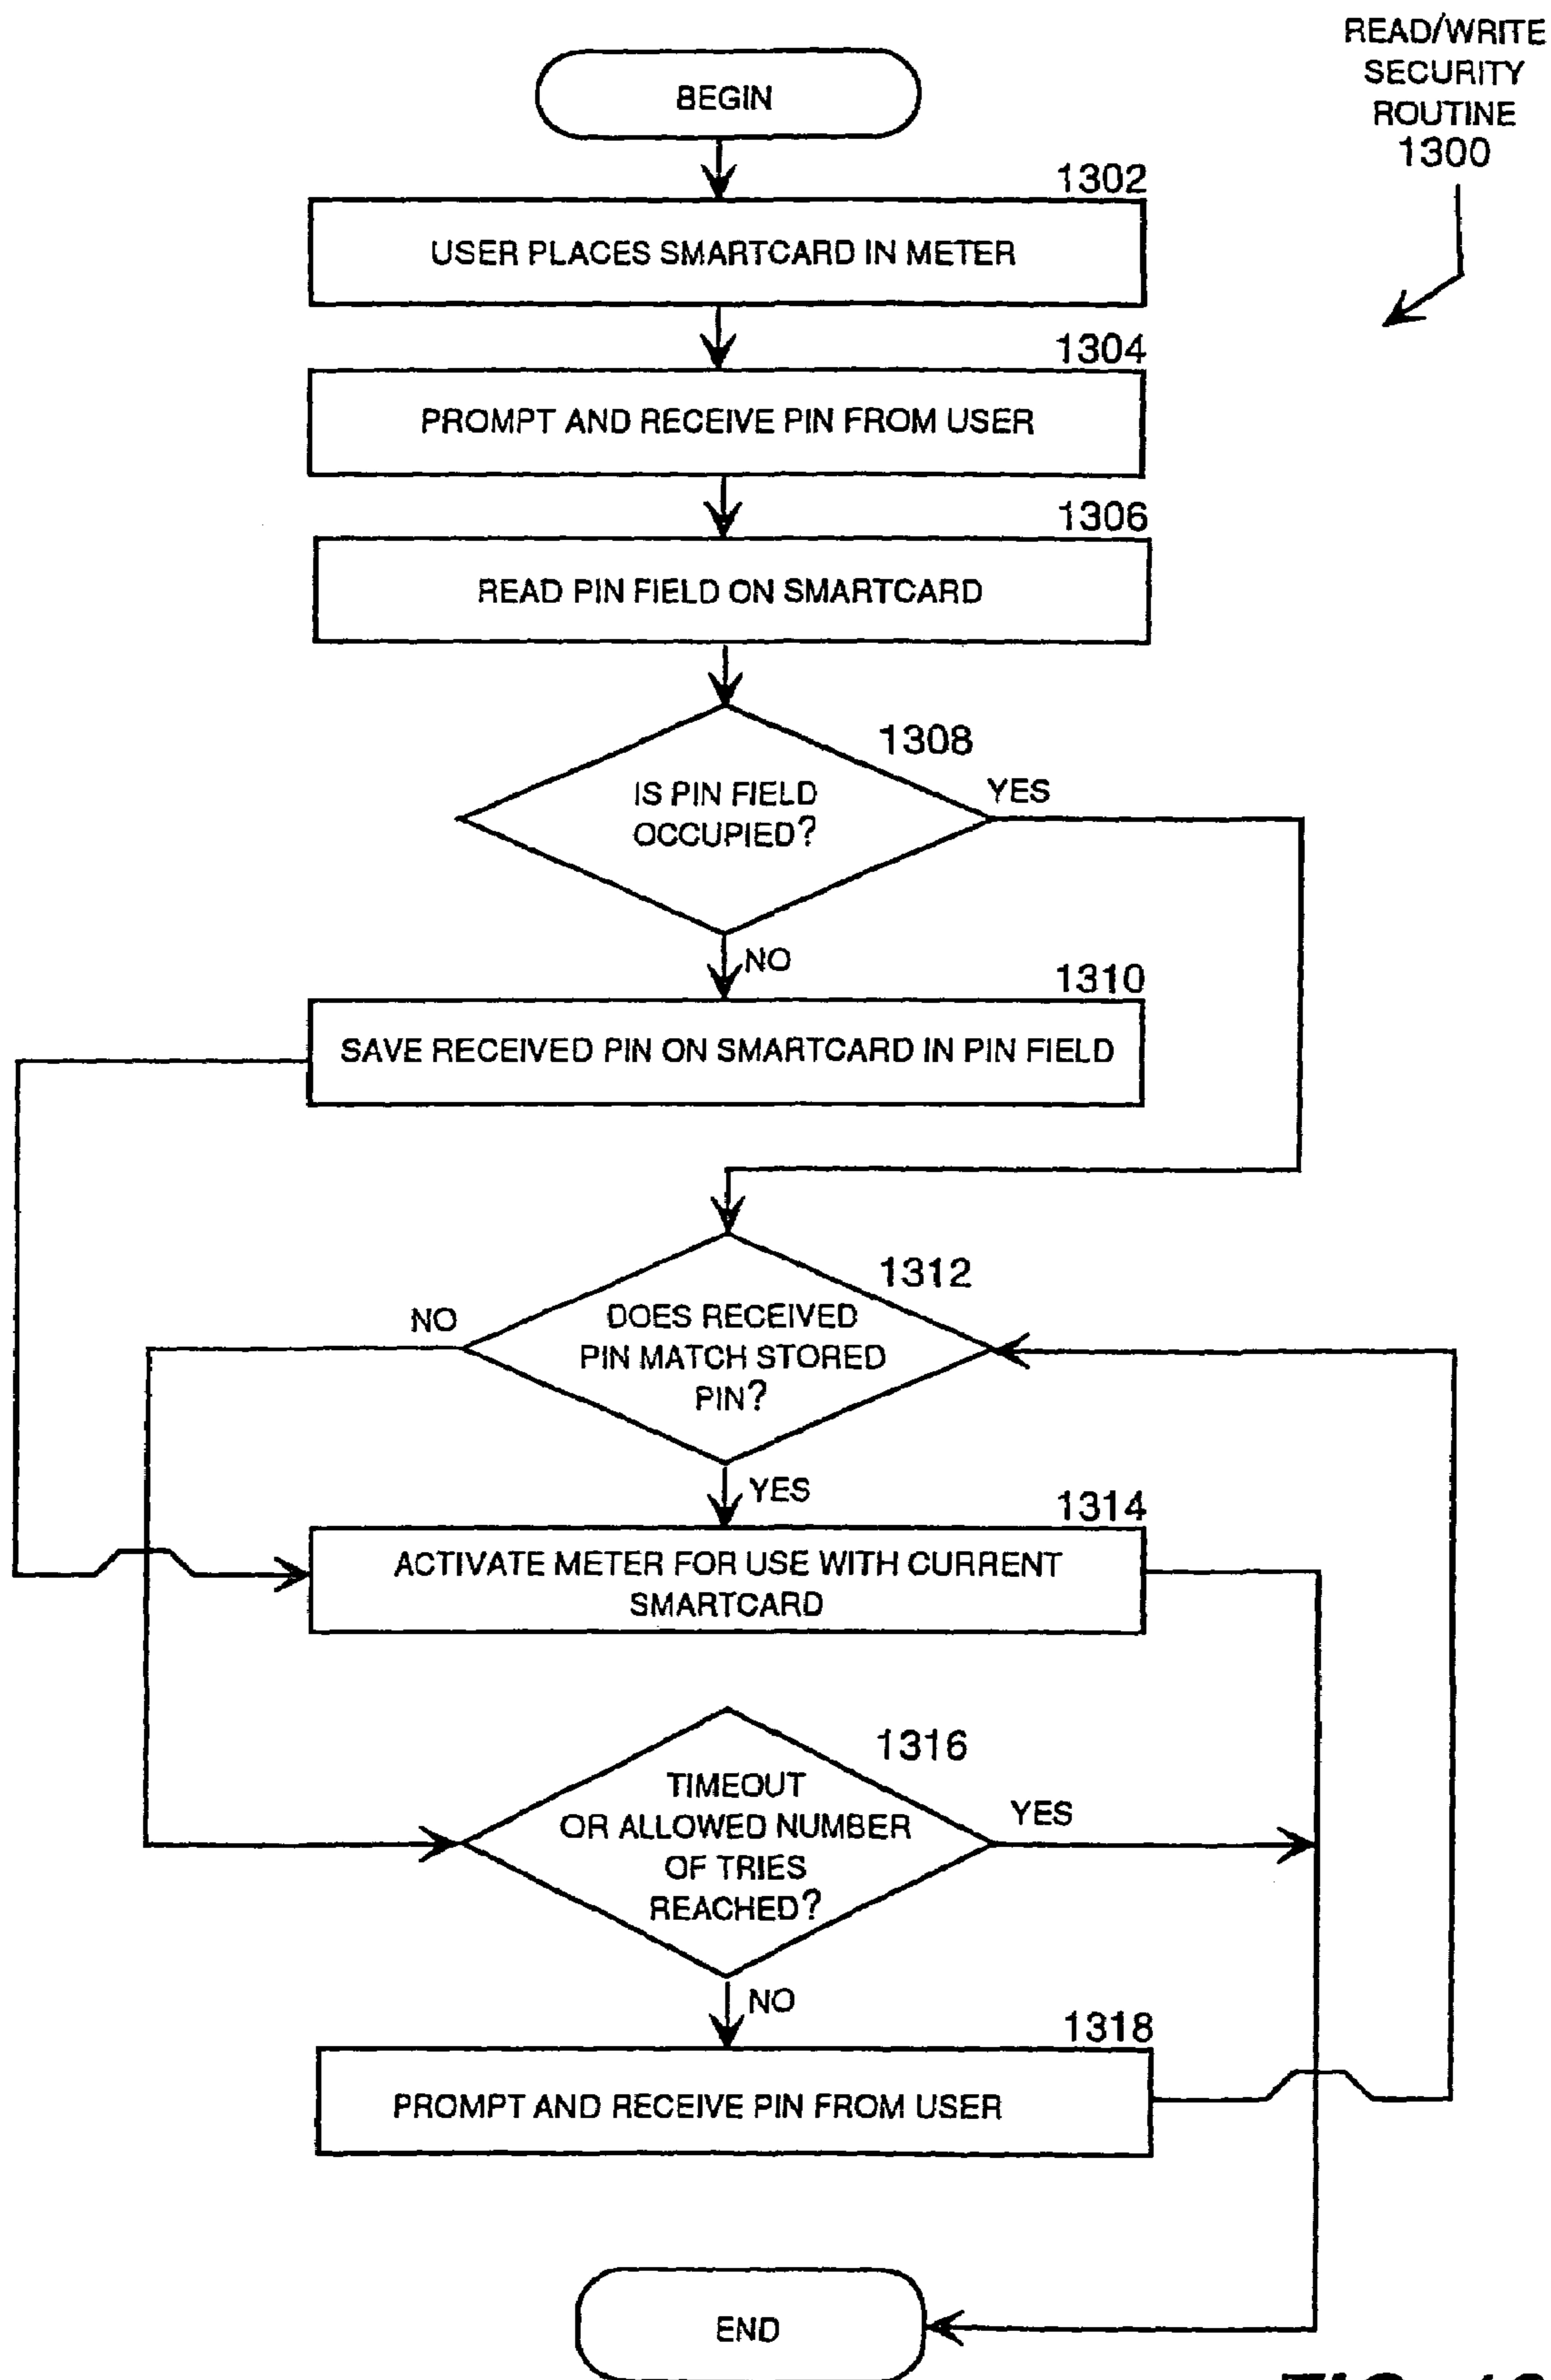 READ/WRITE
SECURITY
ROUTINE
1300
BEGIN
1302
USER PLACES SMARTCARD IN METER
1304
PROMPT AND RECEIVE PIN FROM USER
1306
READ PIN FIELD ON SMARTCARD
1308
IS PIN FIELD
OCCUPIED?
YES
NO
1310
SAVE RECEIVED PIN ON SMARTCARD IN PIN FIELD
1312
NO
DOES RECEIVED
PIN MATCH STORED
PIN?
YES
1314
ACTIVATE METER FOR USE WITH CURRENT
SMARTCARD
1316
TIMEOUT
OR ALLOWED NUMBER
OF TRIES
REACHED?
YES
NO
1318
PROMPT AND RECEIVE PIN FROM USER
END